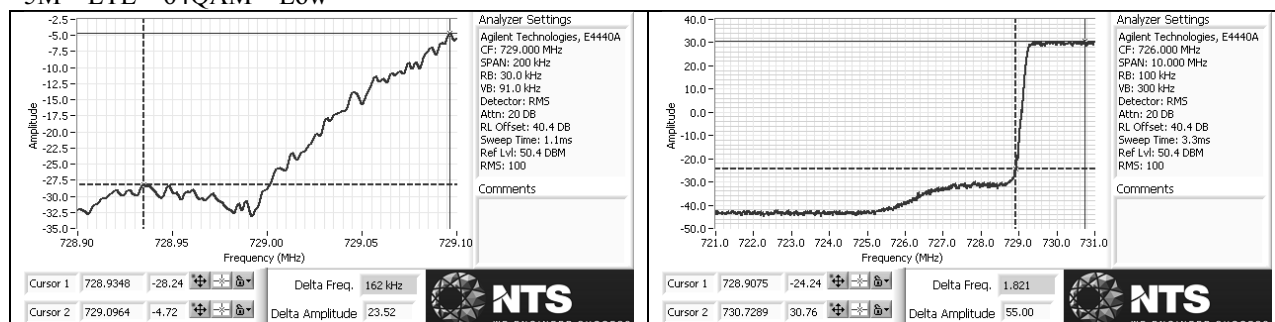 5M LTE 64QAM Low
-2.5
-5.0
-7.5
-10.0
-12.5
-15.0
-17.5
-20.0
-22.5
-25.0
-27.5
-30.0
-32.5
-35.0
Amplitude
728.90 728.95 729.00 729.05 729.10
Frequency (MHz)
Analyzer Settings
Agilent Technologies, E4440A
CF: 729.000 MHz
SPAN: 200 kHz
RB: 30.0 kHz
VB: 91.0 kHz
Detector: RMS
Attn: 20 DB
RL Offset: 40.4 DB
Sweep Time: 1.1ms
Ref Lvl: 50.4 DBM
RMS: 100
Comments
Cursor 1 728.9348 -28.24
Cursor 2 729.0964 -4.72
Delta Freq. 162 kHz
Delta Amplitude 23.52
NTS
40.0
30.0
20.0
10.0
0.0
-10.0
-20.0
-30.0
-40.0
-50.0
Amplitude
721.0 722.0 723.0 724.0 725.0 726.0 727.0 728.0 729.0 730.0 731.0
Frequency (MHz)
Analyzer Settings
Agilent Technologies, E4440A
CF: 726.000 MHz
SPAN: 10.000 MHz
RB: 100 kHz
VB: 300 kHz
Detector: RMS
Attn: 20 DB
RL Offset: 40.4 DB
Sweep Time: 3.3ms
Ref Lvl: 50.4 DBM
RMS: 100
Comments
Cursor 1 728.9075 -24.24
Cursor 2 730.7289 30.76
Delta Freq. 1.821
Delta Amplitude 55.00
NTS